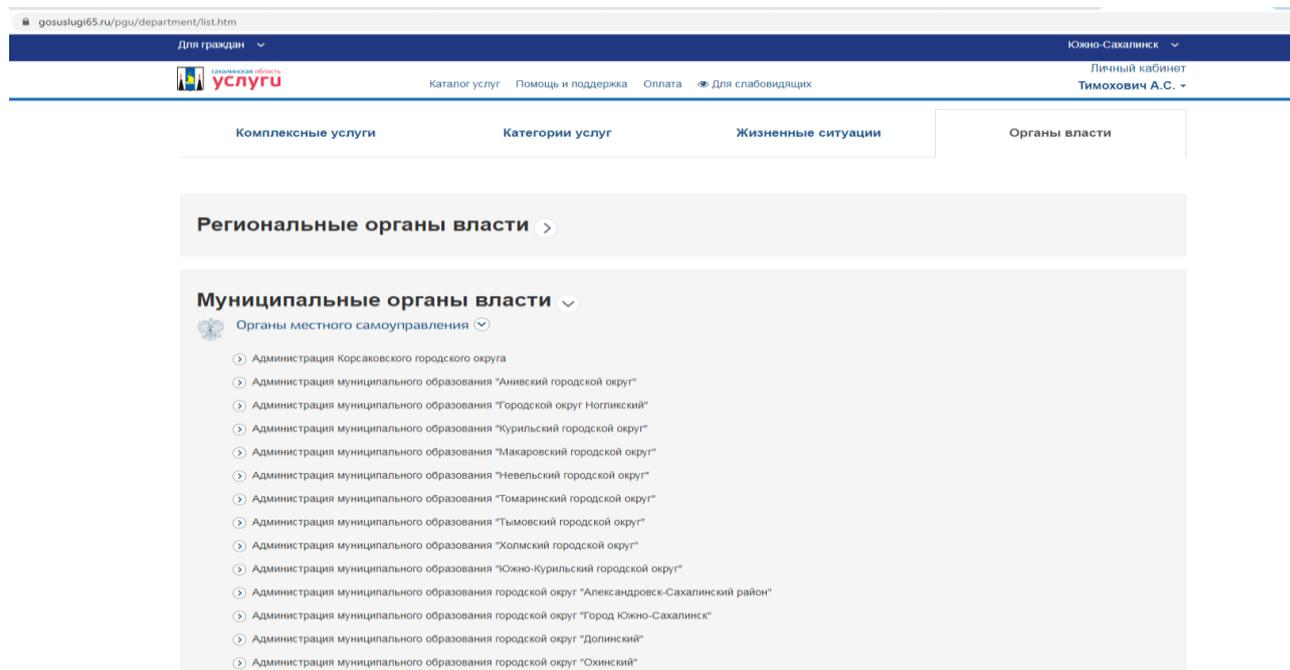 gosuslugi65.ru/pgu/department/list.htm
Для граждан Южно-Сахалинск
сахалинская область
услуги
Каталог услуг Помощь и поддержка Оплата Для слабовидящих
Личный кабинет
Тимохович А.С.
Комплексные услуги Категории услуг Жизненные ситуации Органы власти
Региональные органы власти
Муниципальные органы власти
Органы местного самоуправления
Администрация Корсаковского городского округа
Администрация муниципального образования "Анивский городской округ"
Администрация муниципального образования "Городской округ Ногликский"
Администрация муниципального образования "Курильский городской округ"
Администрация муниципального образования "Макаровский городской округ"
Администрация муниципального образования "Невельский городской округ"
Администрация муниципального образования "Томаринский городской округ"
Администрация муниципального образования "Тымовский городской округ"
Администрация муниципального образования "Холмский городской округ"
Администрация муниципального образования "Южно-Курильский городской округ"
Администрация муниципального образования городской округ "Александровск-Сахалинский район"
Администрация муниципального образования городской округ "Город Южно-Сахалинск"
Администрация муниципального образования городской округ "Долинский"
Администрация муниципального образования городской округ "Охинский"